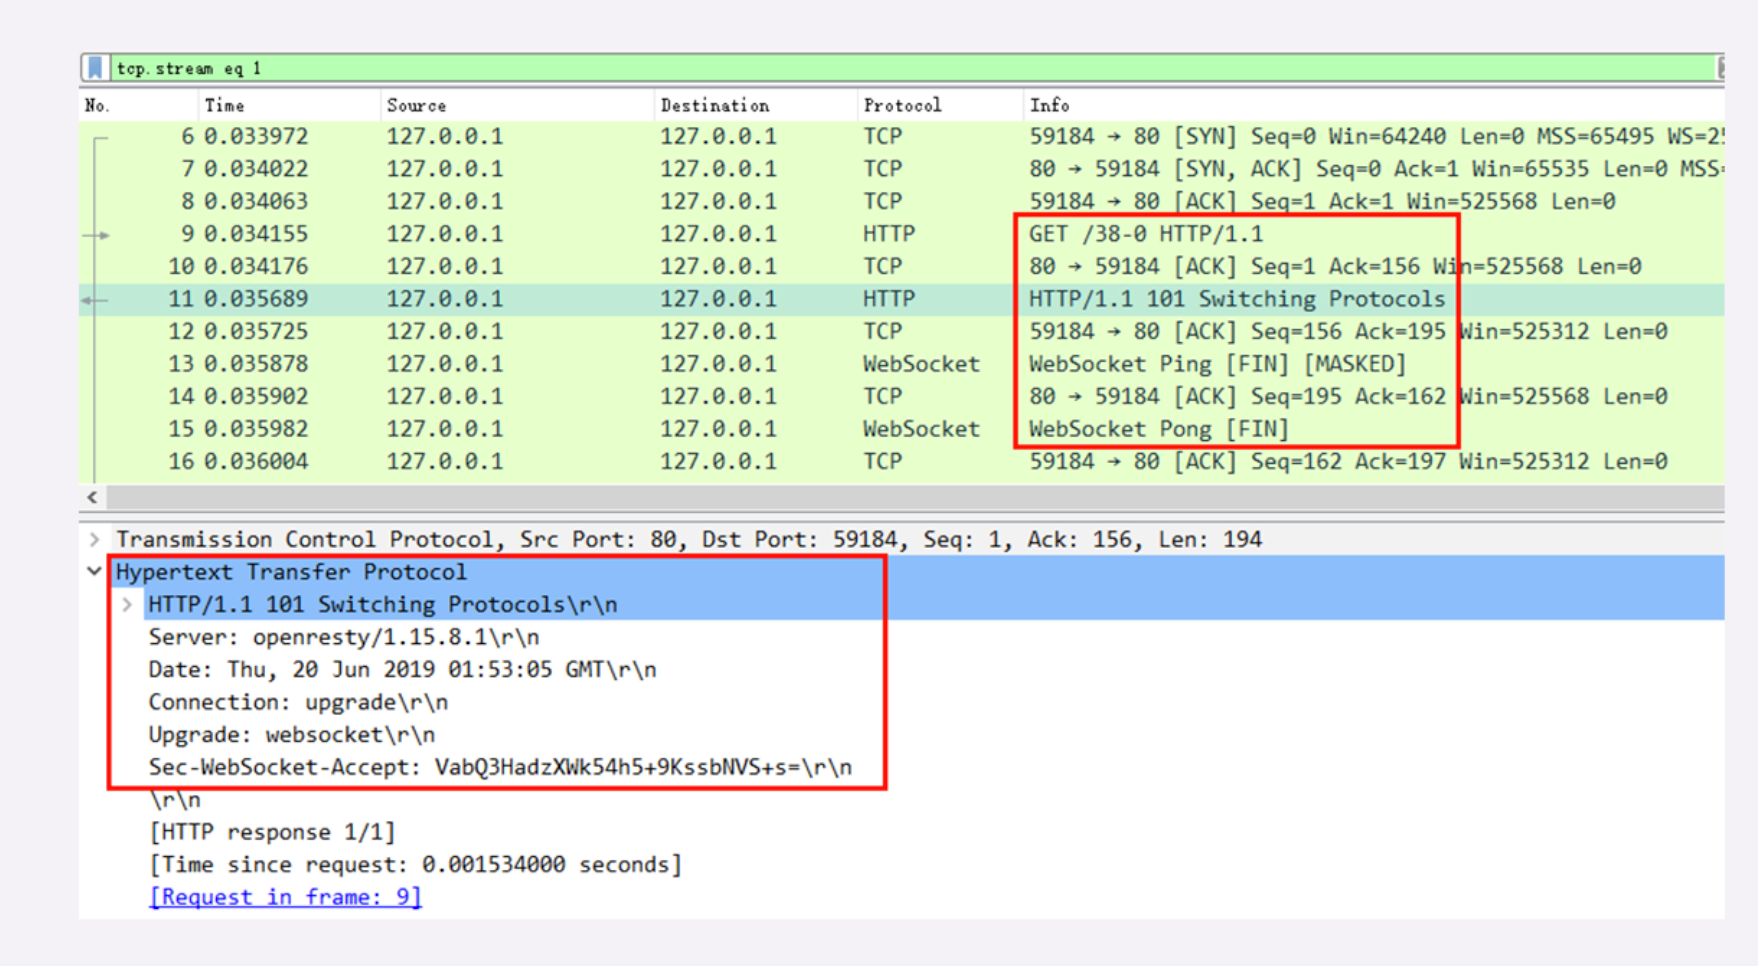 tcp.stream eq 1
No. Time Source Destination Protocol Info
6 0.033972 127.0.0.1 127.0.0.1 TCP 59184 → 80 [SYN] Seq=0 Win=64240 Len=0 MSS=65495 WS=25
7 0.034022 127.0.0.1 127.0.0.1 TCP 80 → 59184 [SYN, ACK] Seq=0 Ack=1 Win=65535 Len=0 MSS=
8 0.034063 127.0.0.1 127.0.0.1 TCP 59184 → 80 [ACK] Seq=1 Ack=1 Win=525568 Len=0
9 0.034155 127.0.0.1 127.0.0.1 HTTP GET /38-0 HTTP/1.1
10 0.034176 127.0.0.1 127.0.0.1 TCP 80 → 59184 [ACK] Seq=1 Ack=156 Win=525568 Len=0
11 0.035689 127.0.0.1 127.0.0.1 HTTP HTTP/1.1 101 Switching Protocols
12 0.035725 127.0.0.1 127.0.0.1 TCP 59184 → 80 [ACK] Seq=156 Ack=195 Win=525312 Len=0
13 0.035878 127.0.0.1 127.0.0.1 WebSocket WebSocket Ping [FIN] [MASKED]
14 0.035902 127.0.0.1 127.0.0.1 TCP 80 → 59184 [ACK] Seq=195 Ack=162 Win=525568 Len=0
15 0.035982 127.0.0.1 127.0.0.1 WebSocket WebSocket Pong [FIN]
16 0.036004 127.0.0.1 127.0.0.1 TCP 59184 → 80 [ACK] Seq=162 Ack=197 Win=525312 Len=0
Transmission Control Protocol, Src Port: 80, Dst Port: 59184, Seq: 1, Ack: 156, Len: 194
Hypertext Transfer Protocol
HTTP/1.1 101 Switching Protocols\r\n
Server: openresty/1.15.8.1\r\n
Date: Thu, 20 Jun 2019 01:53:05 GMT\r\n
Connection: upgrade\r\n
Upgrade: websocket\r\n
Sec-WebSocket-Accept: VabQ3HadzXWk54h5+9KssbNVS+s=\r\n
\r\n
[HTTP response 1/1]
[Time since request: 0.001534000 seconds]
[Request in frame: 9]